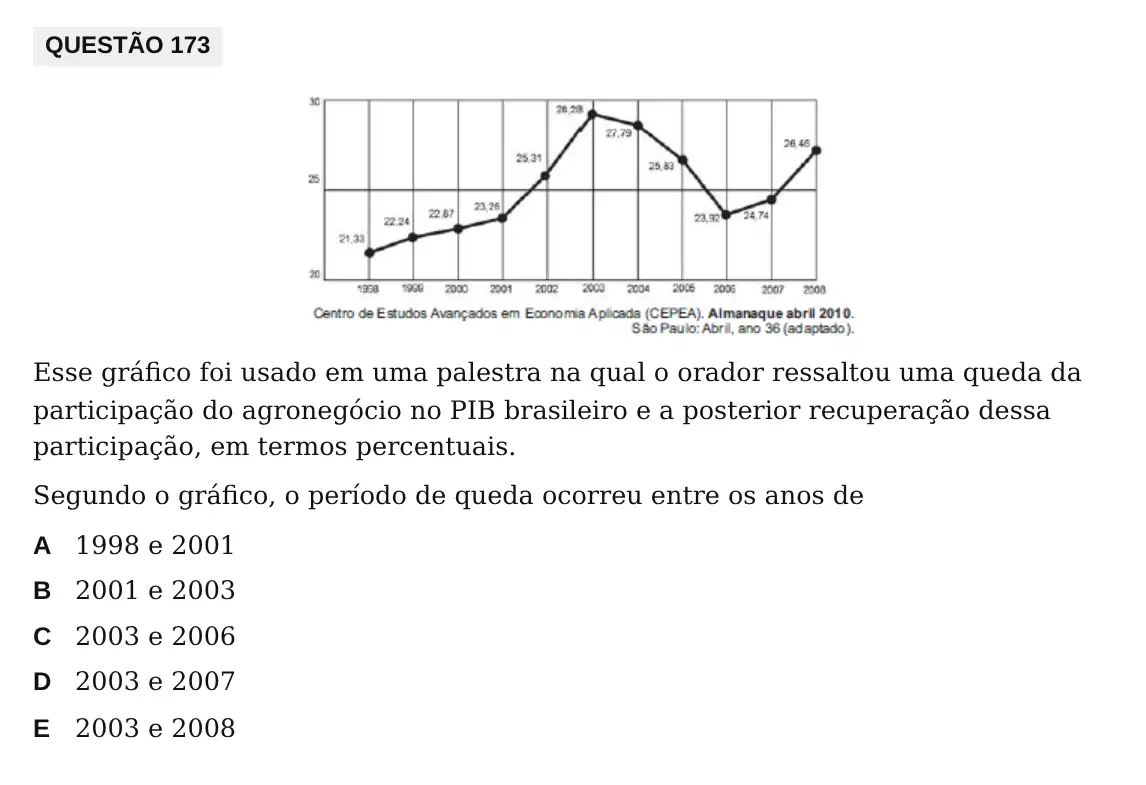 QUESTÃO 173
30
25
20
21,33
22,24
22,87
23,26
25,31
28,28
27,79
25,83
23,92
24,74
26,46
1998 1999 2000 2001 2002 2003 2004 2005 2006 2007 2008
Centro de Estudos Avançados em Economia Aplicada (CEPEA). Almanaque abril 2010.
São Paulo: Abril, ano 36 (adaptado).
Esse gráfico foi usado em uma palestra na qual o orador ressaltou uma queda da
participação do agronegócio no PIB brasileiro e a posterior recuperação dessa
participação, em termos percentuais.
Segundo o gráfico, o período de queda ocorreu entre os anos de
A 1998 e 2001
B 2001 e 2003
C 2003 e 2006
D 2003 e 2007
E 2003 e 2008